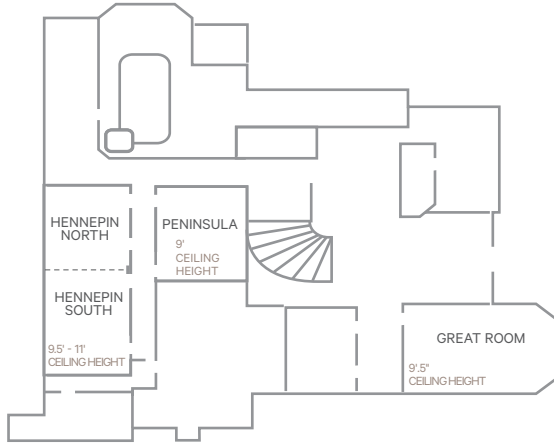 HENNEPIN
NORTH
PENINSULA
9'
CEILING
HEIGHT
HENNEPIN
SOUTH
9.5' - 11'
CEILING HEIGHT
GREAT ROOM
9'.5"
CEILING HEIGHT